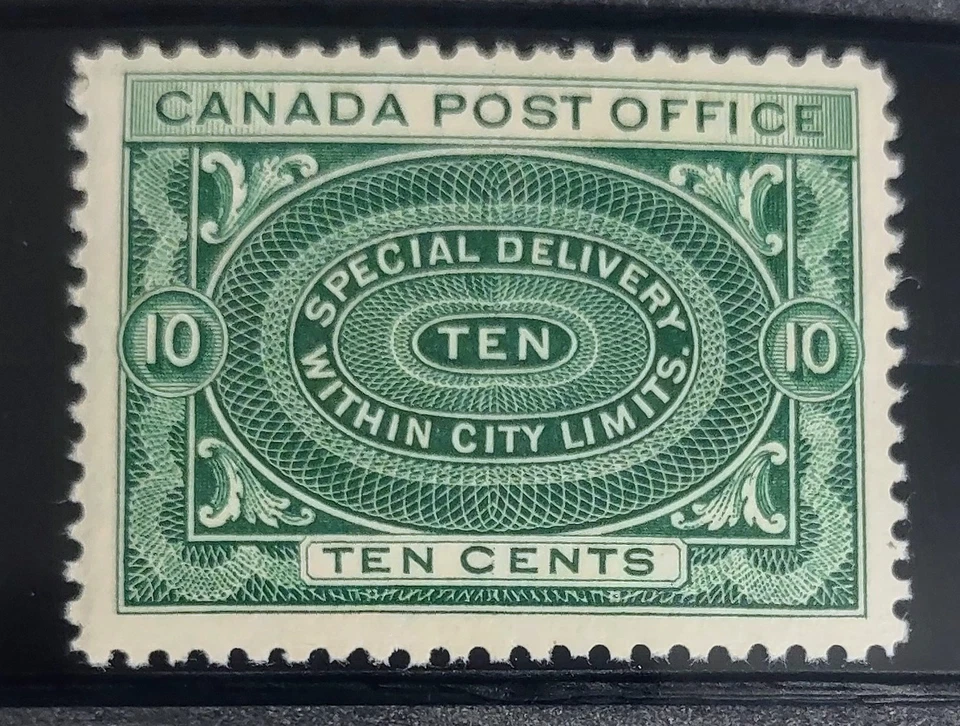 CANADA POST OFFICE
SPECIAL DELIVERY
10 TEN 10
WITHIN CITY LIMITS.
TEN CENTS